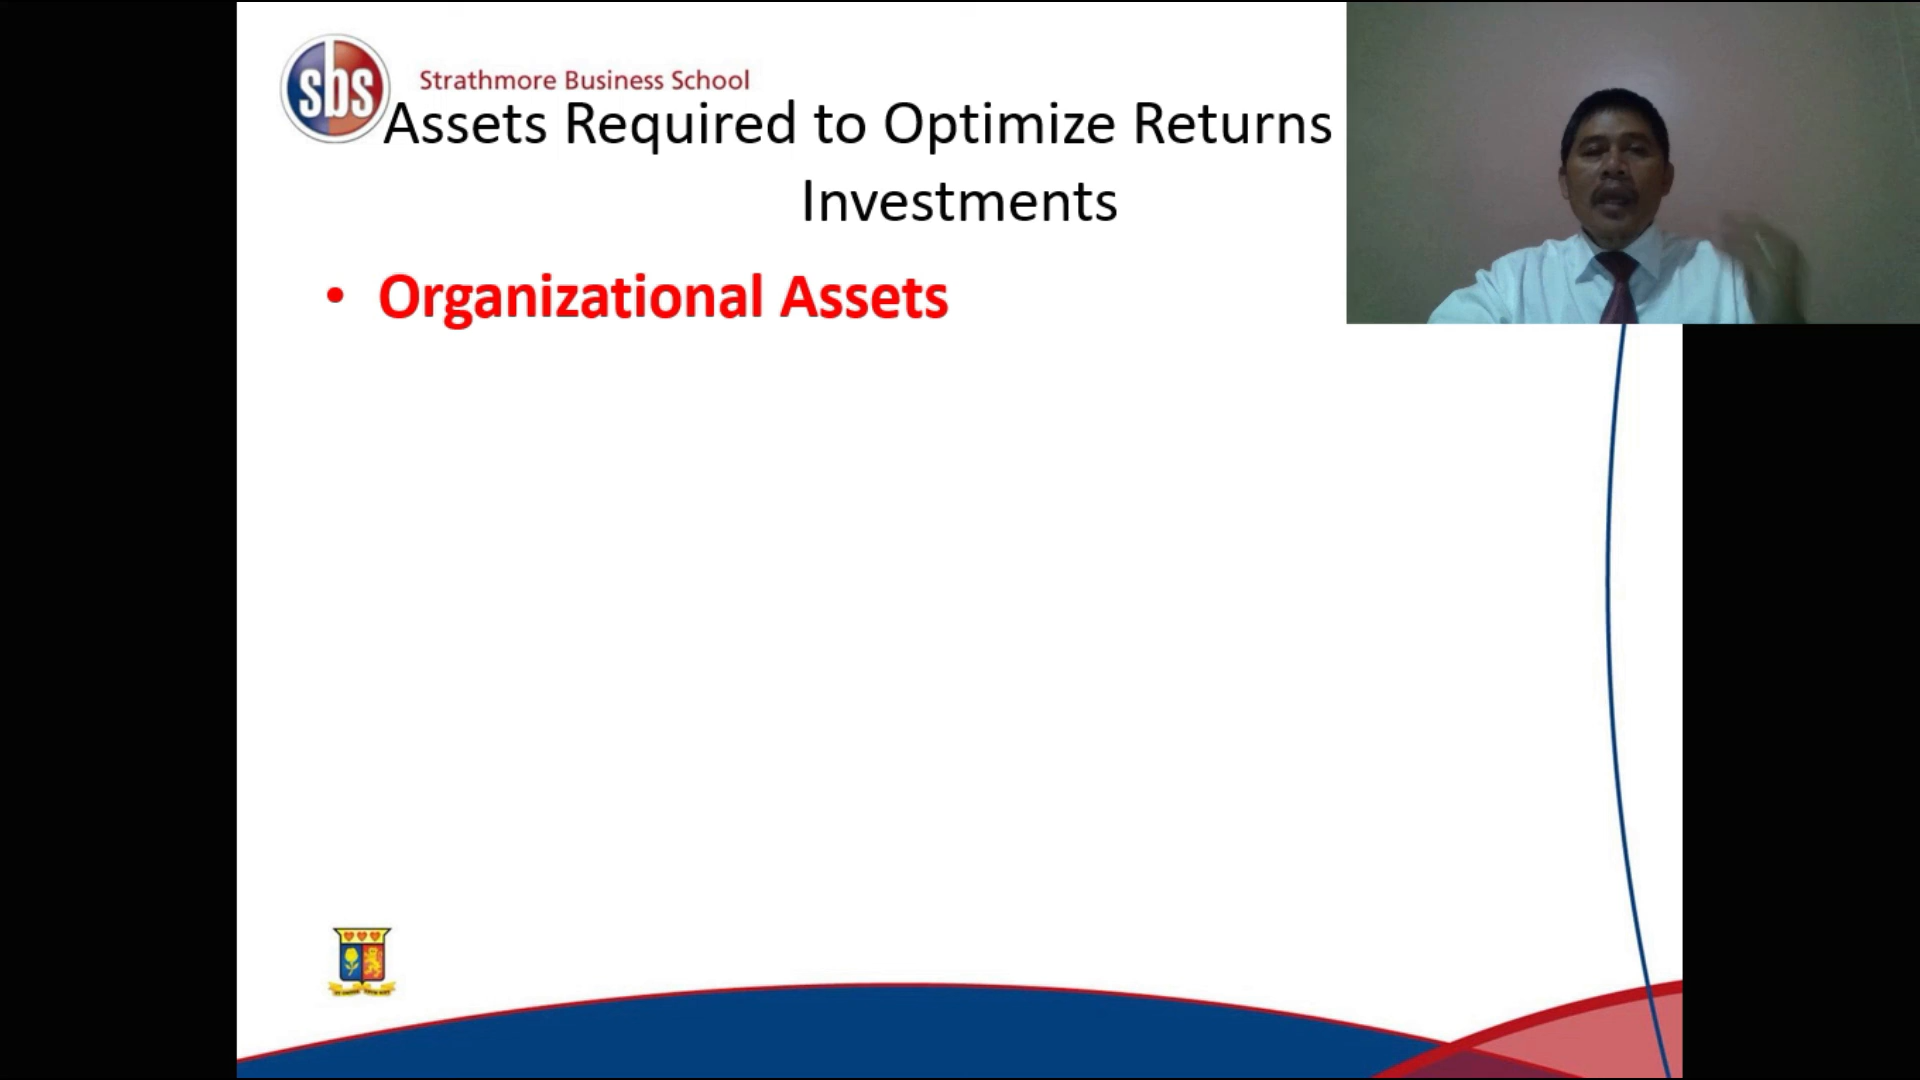 sbs
Strathmore Business School
Assets Required to Optimize Returns
Investments
• Organizational Assets